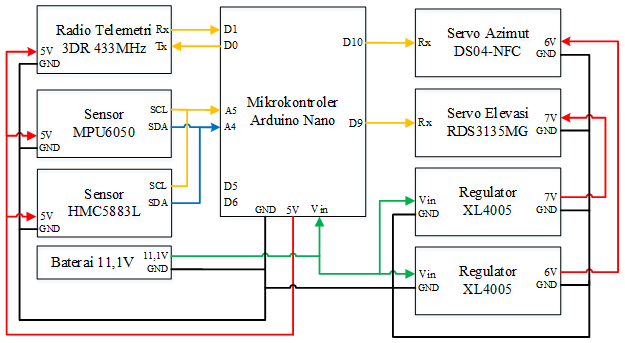 Radio Telemetri
3DR 433MHz
Rx
Tx
5V
GND
Sensor
MPU6050
SCL
SDA
5V
GND
Sensor
HMC5883L
SCL
SDA
5V
GND
Baterai 11,1V
11,1V
GND
Mikrokontroler
Arduino Nano
D1
D0
A5
A4
D5
D6
D10
D9
GND
5V
Vin
Servo Azimut
DS04-NFC
Rx
6V
GND
Servo Elevasi
RDS3135MG
Rx
7V
GND
Regulator
XL4005
Vin
GND
7V
GND
Regulator
XL4005
Vin
GND
6V
GND